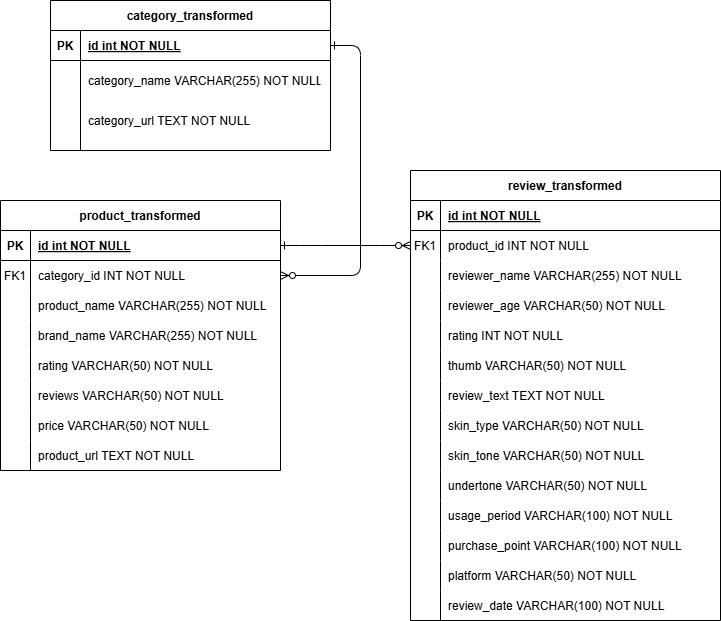 category_transformed
PK id int NOT NULL
category_name VARCHAR(255) NOT NULL
category_url TEXT NOT NULL
product_transformed
PK id int NOT NULL
FK1 category_id INT NOT NULL
product_name VARCHAR(255) NOT NULL
brand_name VARCHAR(255) NOT NULL
rating VARCHAR(50) NOT NULL
reviews VARCHAR(50) NOT NULL
price VARCHAR(50) NOT NULL
product_url TEXT NOT NULL
review_transformed
PK id int NOT NULL
FK1 product_id INT NOT NULL
reviewer_name VARCHAR(255) NOT NULL
reviewer_age VARCHAR(50) NOT NULL
rating INT NOT NULL
thumb VARCHAR(50) NOT NULL
review_text TEXT NOT NULL
skin_type VARCHAR(50) NOT NULL
skin_tone VARCHAR(50) NOT NULL
undertone VARCHAR(50) NOT NULL
usage_period VARCHAR(100) NOT NULL
purchase_point VARCHAR(100) NOT NULL
platform VARCHAR(50) NOT NULL
review_date VARCHAR(100) NOT NULL